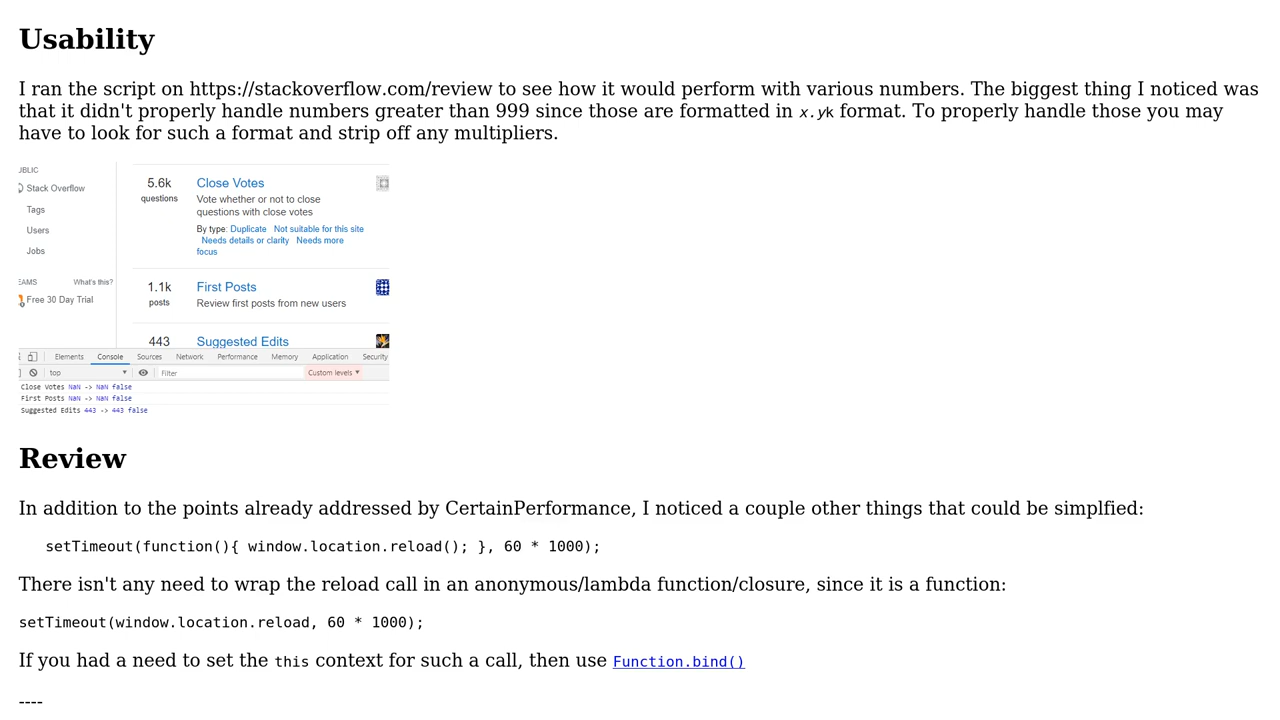 Usability
I ran the script on https://stackoverflow.com/review to see how it would perform with various numbers. The biggest thing I noticed was
that it didn't properly handle numbers greater than 999 since those are formatted in x.yk format. To properly handle those you may
have to look for such a format and strip off any multipliers.
JBLIC
Stack Overflow
Tags
Users
Jobs
EAMS What's this?
Free 30 Day Trial
5.6k Close Votes
questions Vote whether or not to close
questions with close votes
By type: Duplicate Not suitable for this site
Needs details or clarity Needs more
focus
1.1k First Posts
posts Review first posts from new users
443 Suggested Edits
Elements Console Sources Network Performance Memory Application Security
top Filter Custom levels
Close Votes NaN -> NaN false
First Posts NaN -> NaN false
Suggested Edits 443 -> 443 false
Review
In addition to the points already addressed by CertainPerformance, I noticed a couple other things that could be simplfied:
setTimeout(function(){ window.location.reload(); }, 60 * 1000);
There isn't any need to wrap the reload call in an anonymous/lambda function/closure, since it is a function:
setTimeout(window.location.reload, 60 * 1000);
If you had a need to set the this context for such a call, then use Function.bind()
----